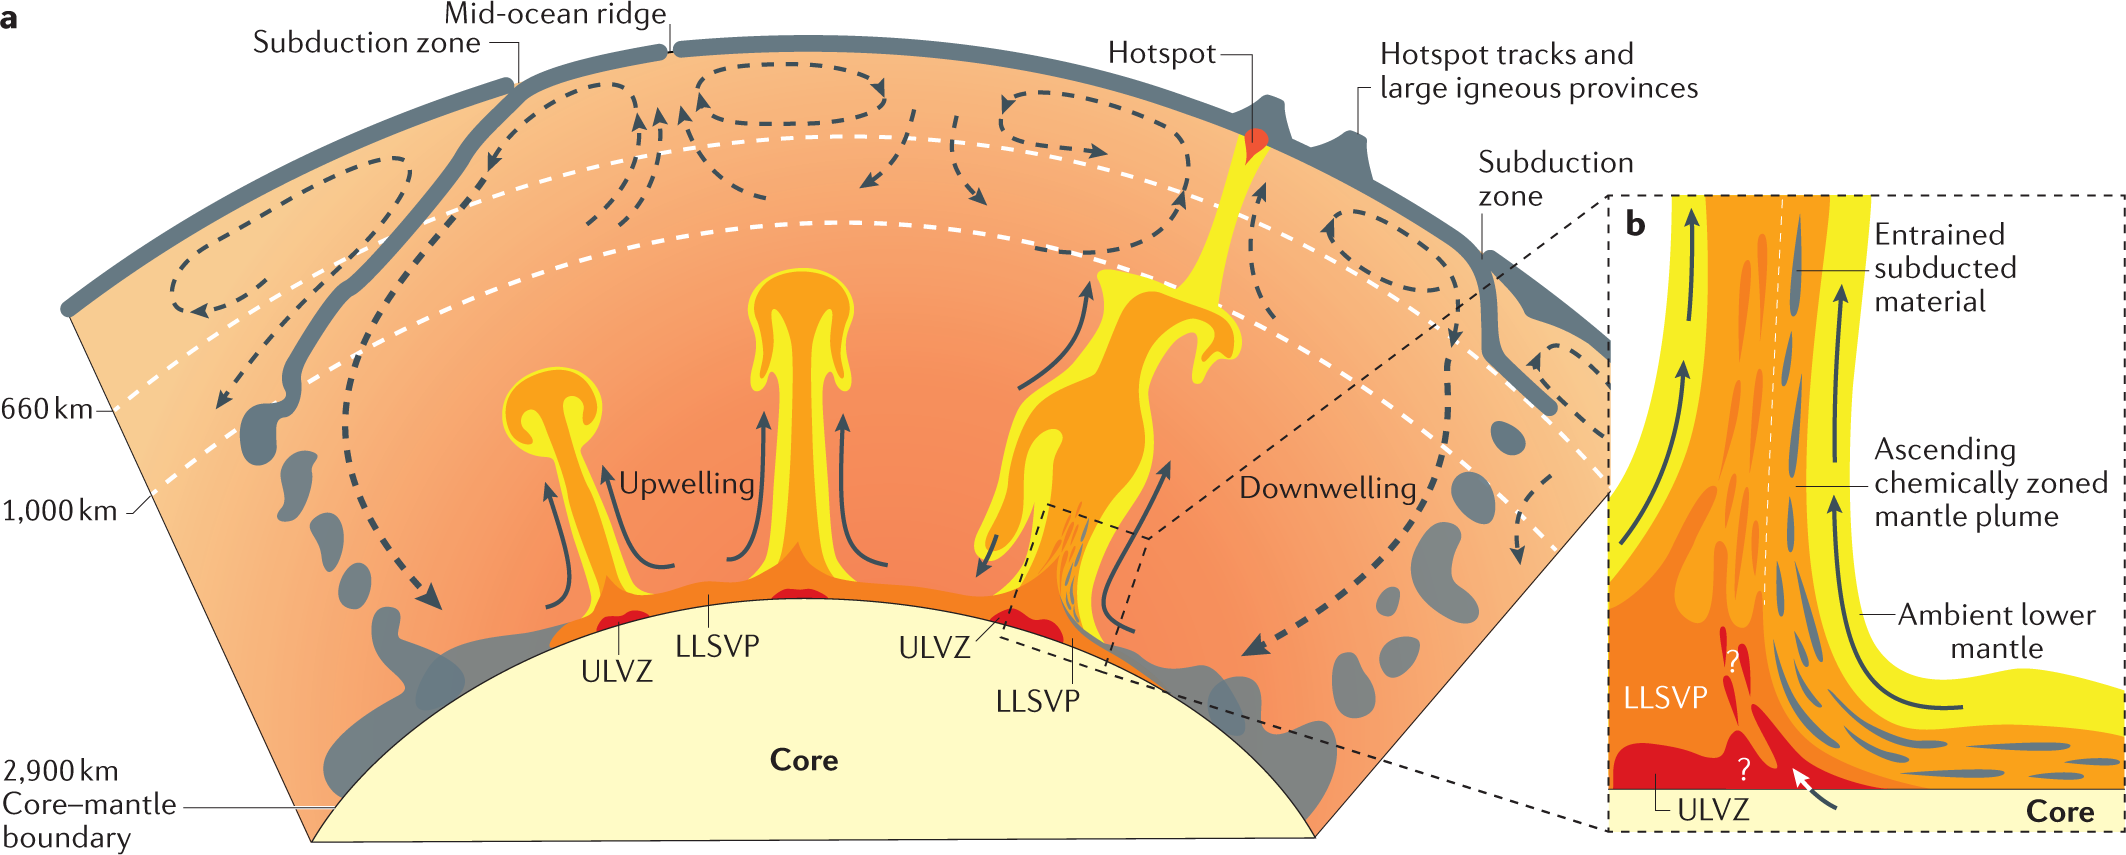 a
Mid-ocean ridge
Subduction zone
Hotspot
Hotspot tracks and
large igneous provinces
Subduction
zone
660 km
1,000 km
2,900 km
Core–mantle
boundary
Upwelling
Downwelling
ULVZ
LLSVP
ULVZ
LLSVP
Core
b
Entrained
subducted
material
Ascending
chemically zoned
mantle plume
Ambient lower
mantle
?
LLSVP
?
ULVZ
Core